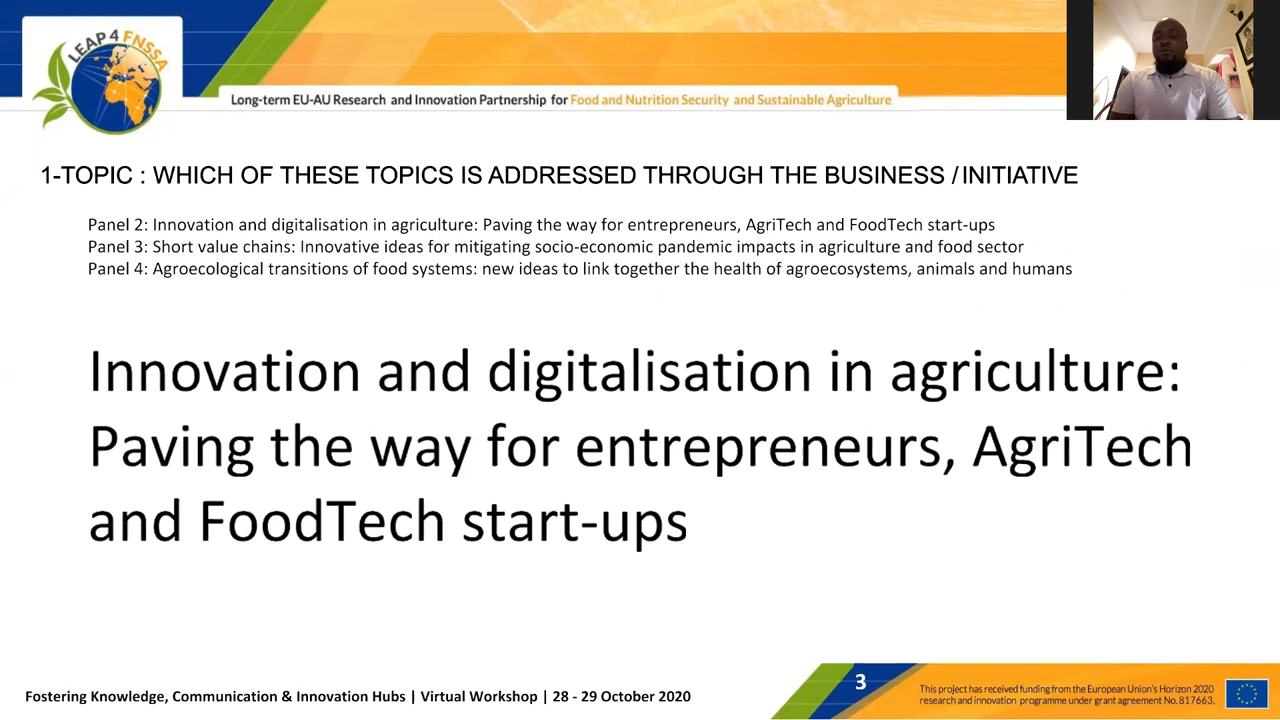 LEAP 4 FNSSA
Long-term EU-AU Research and Innovation Partnership for Food and Nutrition Security and Sustainable Agriculture
1-TOPIC : WHICH OF THESE TOPICS IS ADDRESSED THROUGH THE BUSINESS / INITIATIVE
Panel 2: Innovation and digitalisation in agriculture: Paving the way for entrepreneurs, AgriTech and FoodTech start-ups
Panel 3: Short value chains: Innovative ideas for mitigating socio-economic pandemic impacts in agriculture and food sector
Panel 4: Agroecological transitions of food systems: new ideas to link together the health of agroecosystems, animals and humans
Innovation and digitalisation in agriculture:
Paving the way for entrepreneurs, AgriTech
and FoodTech start-ups
Fostering Knowledge, Communication & Innovation Hubs | Virtual Workshop | 28 - 29 October 2020
3
This project has received funding from the European Union's Horizon 2020
research and innovation programme under grant agreement No. 817663.